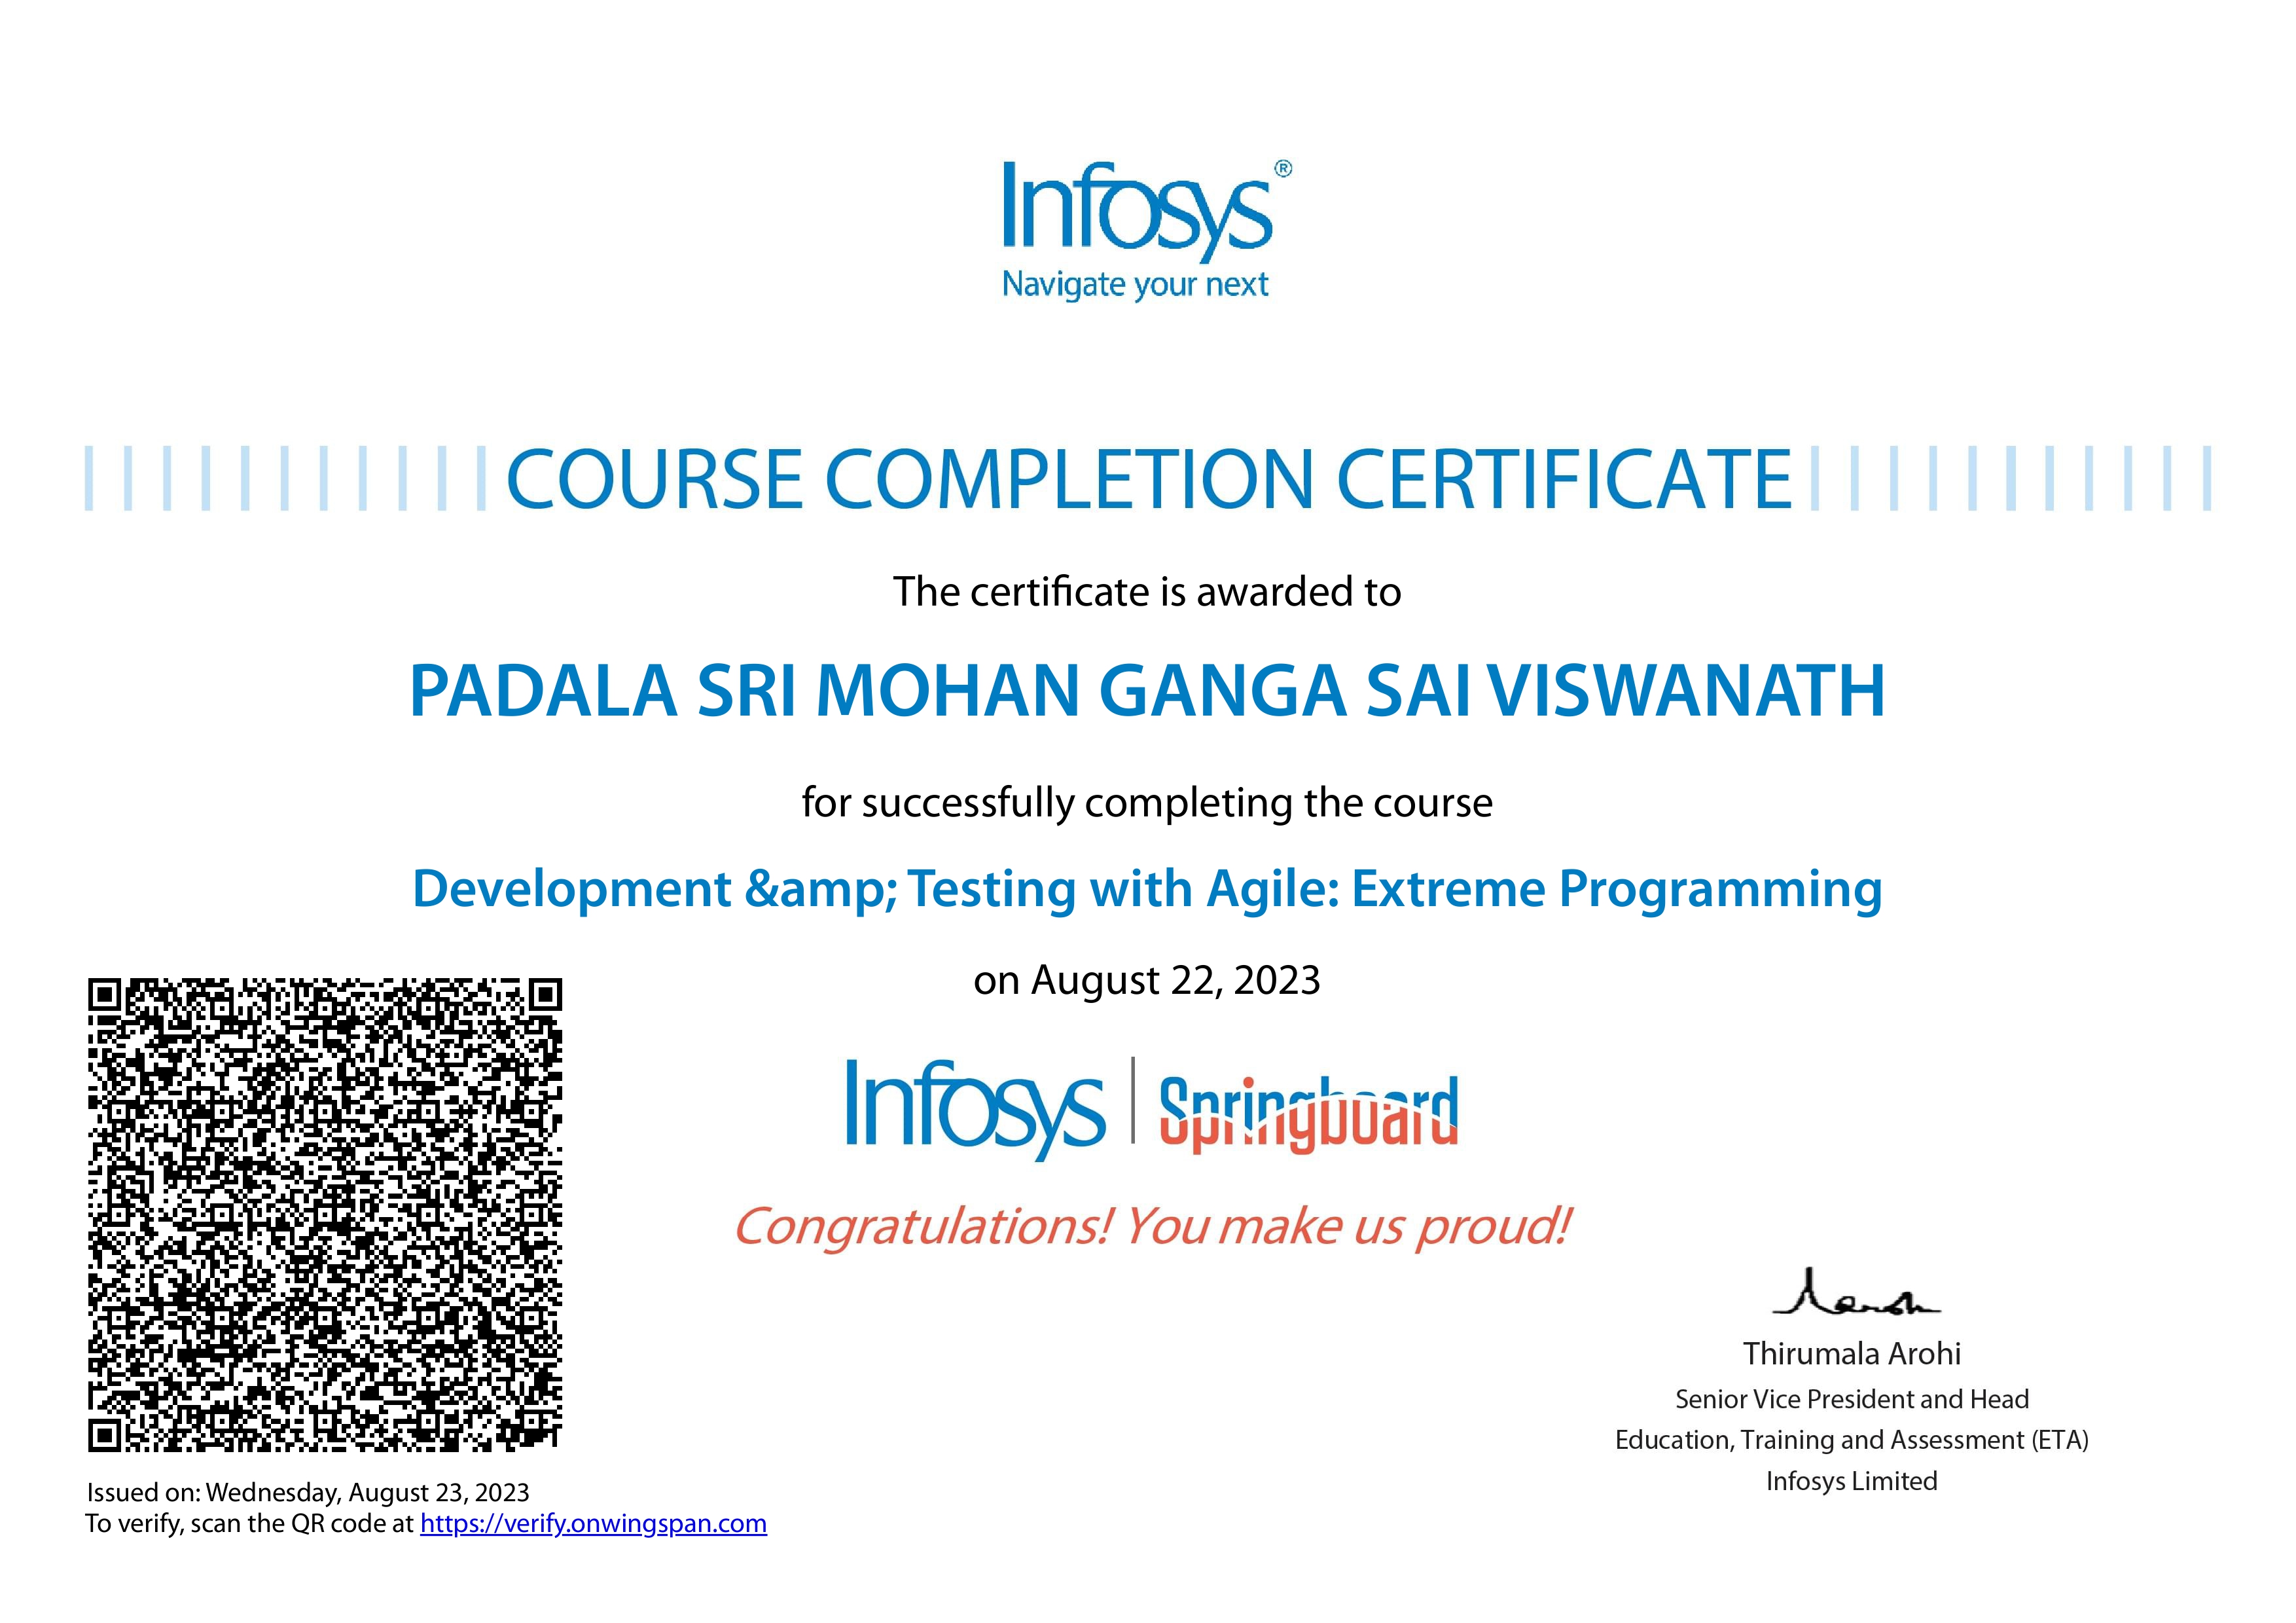 Infosys®
Navigate your next
COURSE COMPLETION CERTIFICATE
The certificate is awarded to
PADALA SRI MOHAN GANGA SAI VISWANATH
for successfully completing the course
Development &amp; Testing with Agile: Extreme Programming
on August 22, 2023
Infosys | Springboard
Congratulations! You make us proud!
Thirumala Arohi
Senior Vice President and Head
Education, Training and Assessment (ETA)
Infosys Limited
Issued on: Wednesday, August 23, 2023
To verify, scan the QR code at https://verify.onwingspan.com